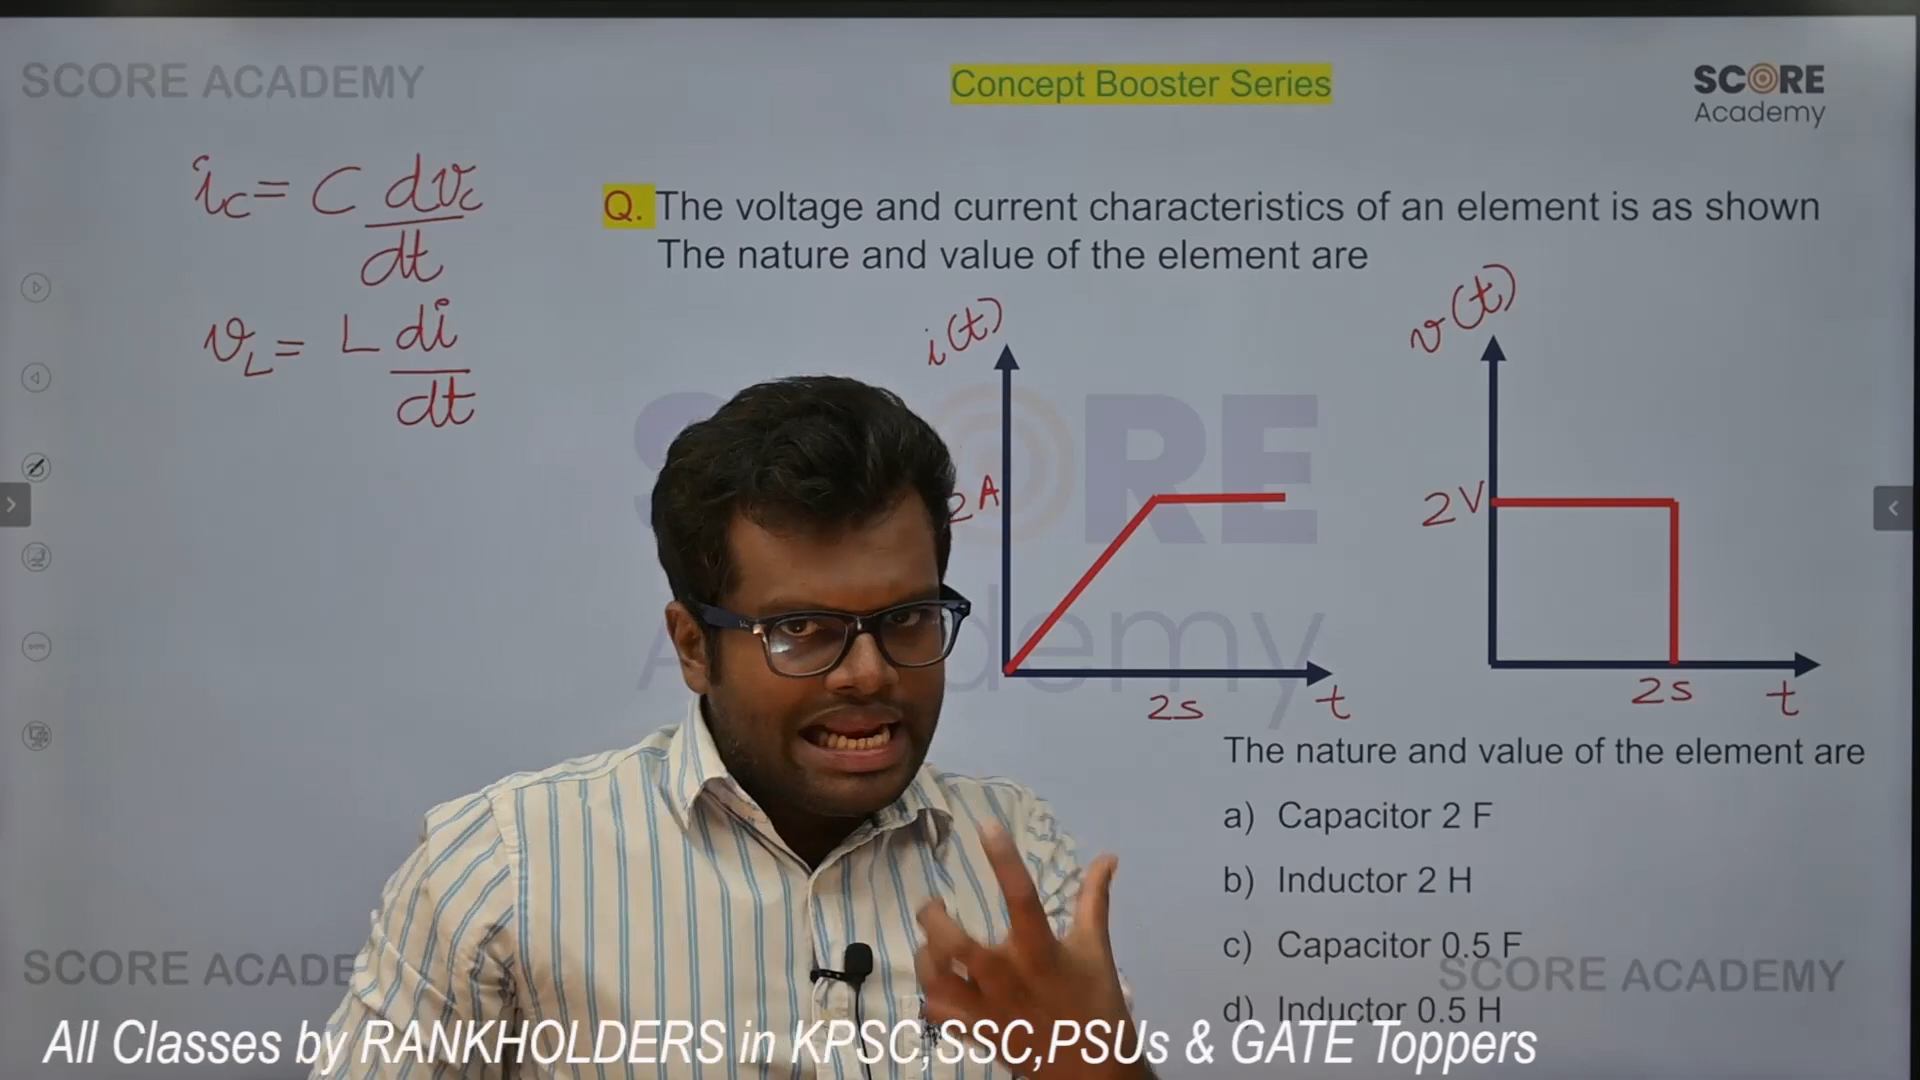 SCORE ACADEMY
Concept Booster Series
SCORE
Academy
i_C = C dv_C/dt
v_L = L di/dt
Q. The voltage and current characteristics of an element is as shown
The nature and value of the element are
i(t)
v(t)
2A
2V
2s
t
2s
t
The nature and value of the element are
a) Capacitor 2 F
b) Inductor 2 H
c) Capacitor 0.5 F
d) Inductor 0.5 H
SCORE ACADE
SCORE ACADEMY
All Classes by RANKHOLDERS in KPSC,SSC,PSUs & GATE Toppers